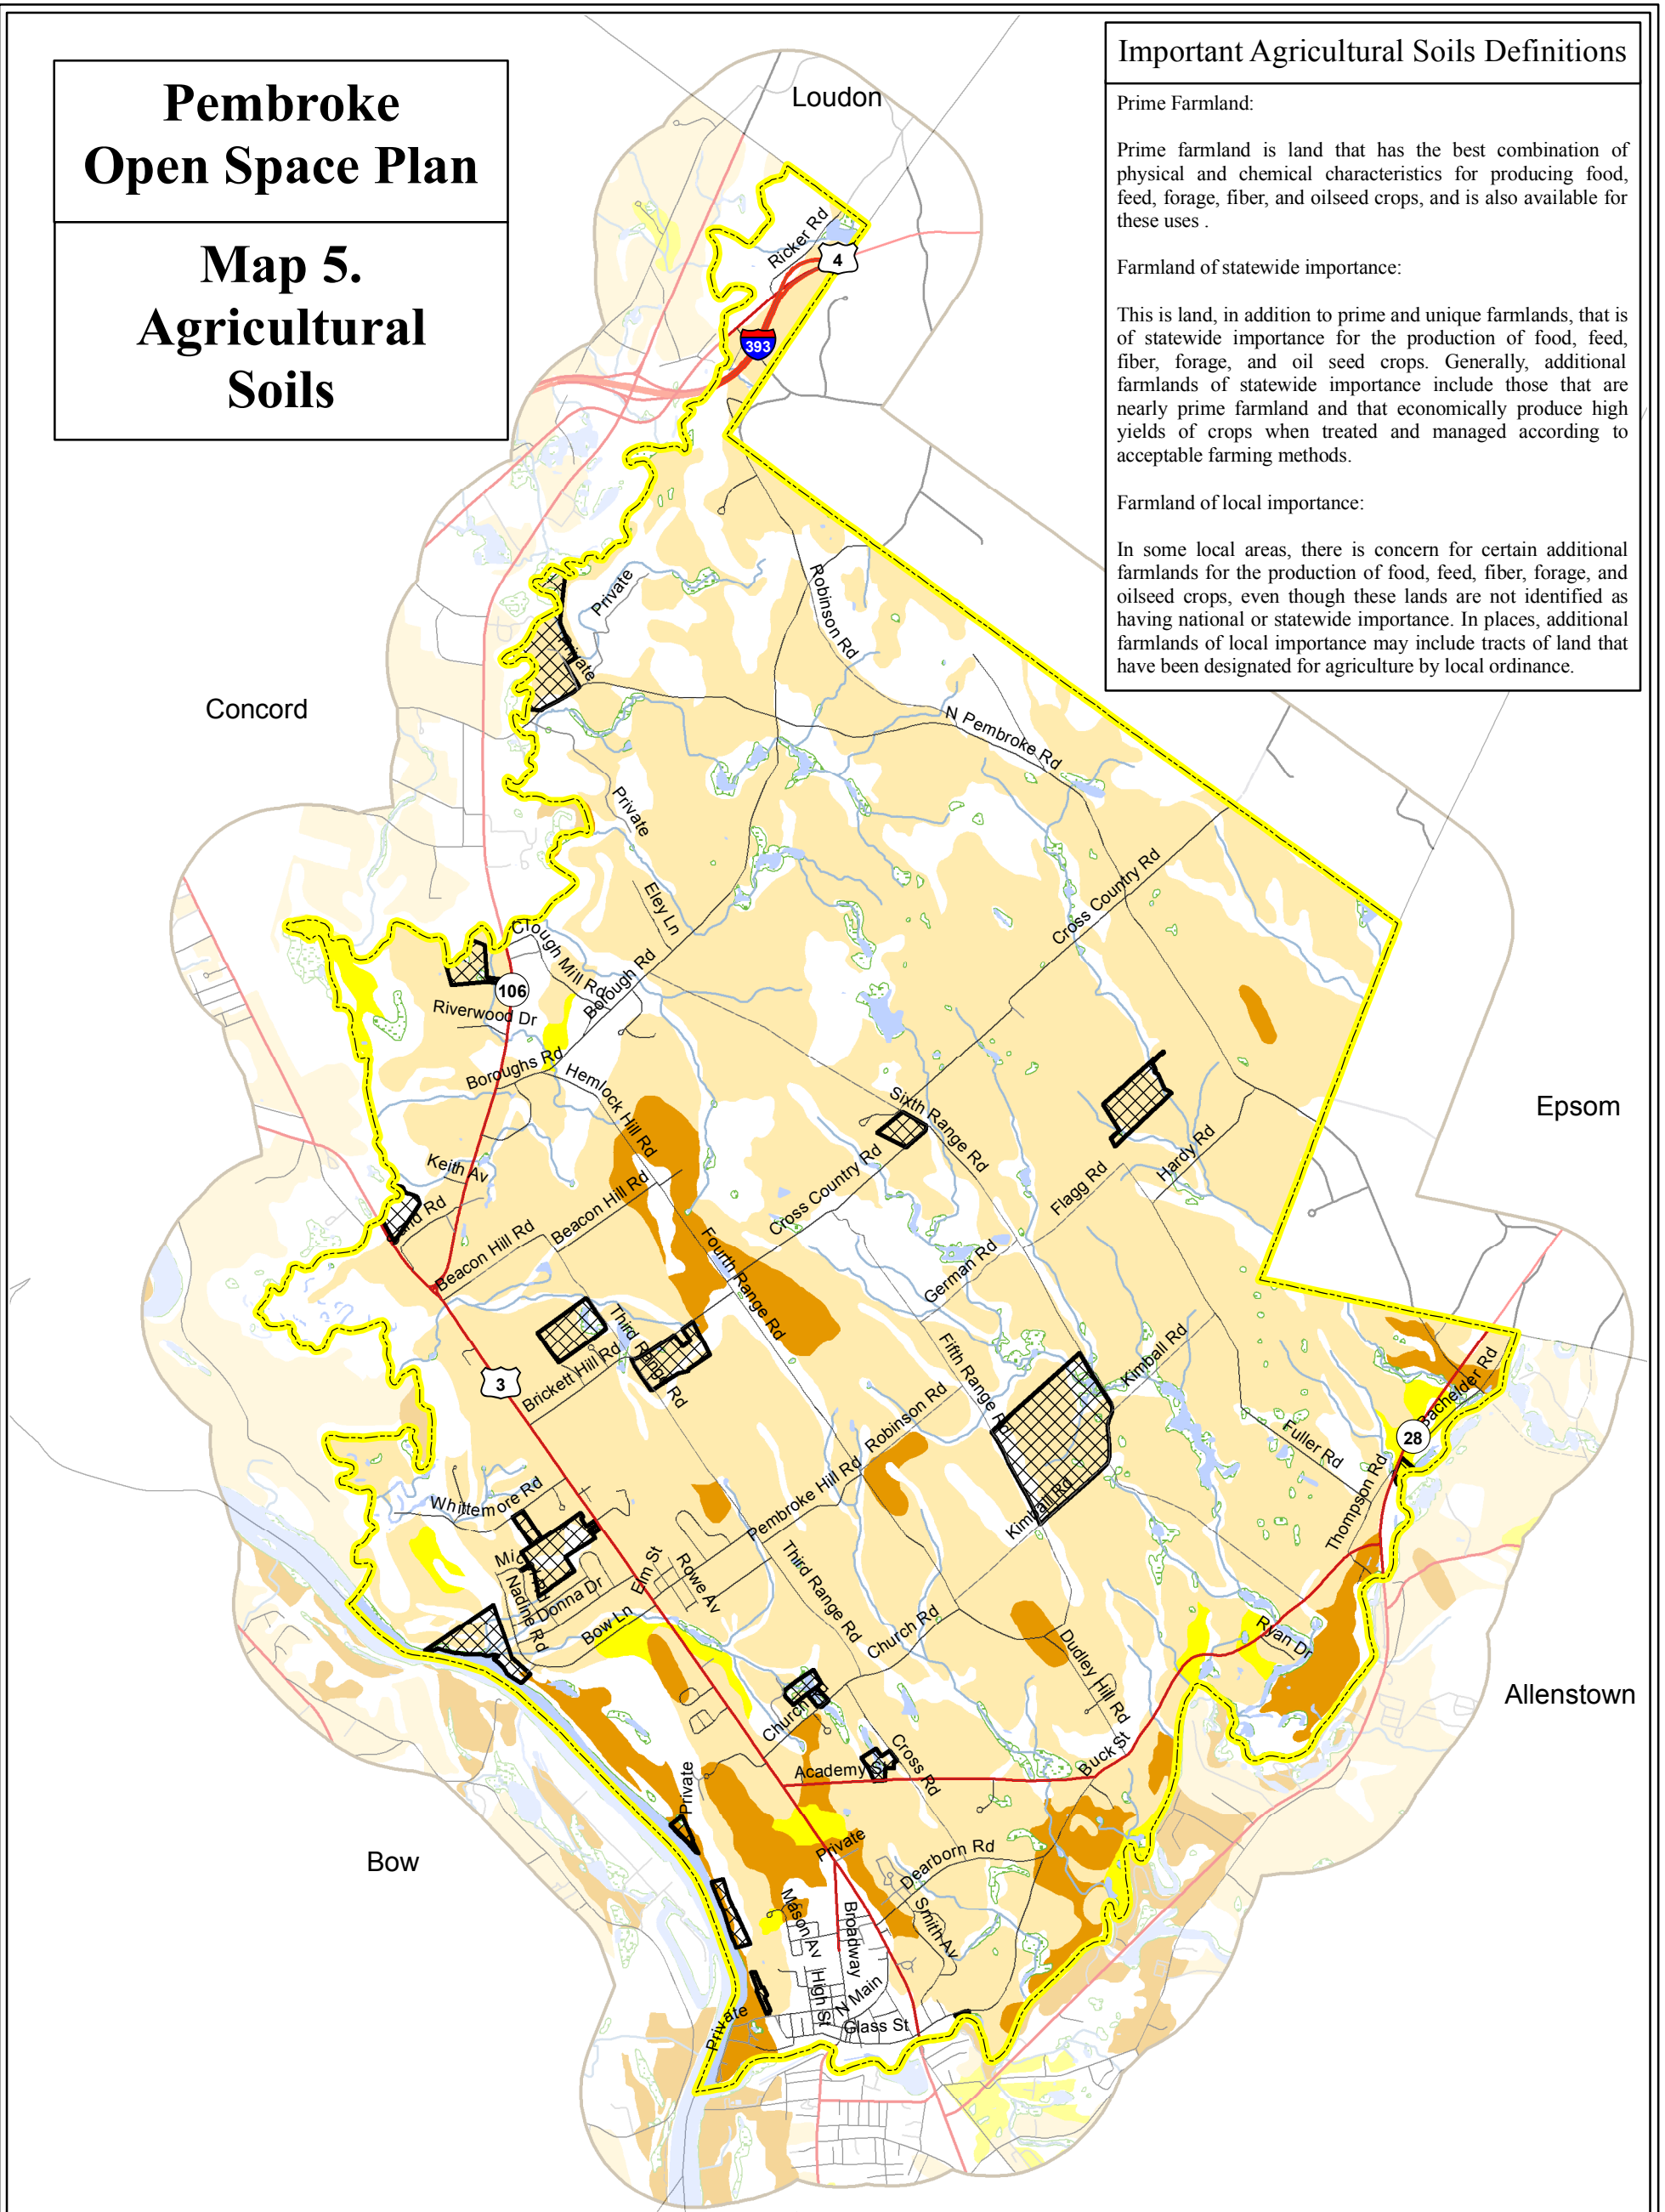 Pembroke
Open Space Plan
Map 5.
Agricultural
Soils
Important Agricultural Soils Definitions
Prime Farmland:
Prime farmland is land that has the best combination of
physical and chemical characteristics for producing food,
feed, forage, fiber, and oilseed crops, and is also available for
these uses .
Farmland of statewide importance:
This is land, in addition to prime and unique farmlands, that is
of statewide importance for the production of food, feed,
fiber, forage, and oil seed crops. Generally, additional
farmlands of statewide importance include those that are
nearly prime farmland and that economically produce high
yields of crops when treated and managed according to
acceptable farming methods.
Farmland of local importance:
In some local areas, there is concern for certain additional
farmlands for the production of food, feed, fiber, forage, and
oilseed crops, even though these lands are not identified as
having national or statewide importance. In places, additional
farmlands of local importance may include tracts of land that
have been designated for agriculture by local ordinance.
Loudon
Ricker Rd
4
393
Private
Robinson Rd
Private
Concord
N Pembroke Rd
Private
Eley Ln
Cross Country Rd
Clough Mill Rd
Borough Rd
106
Riverwood Dr
Boroughs Rd
Hemlock Hill Rd
Sixth Range Rd
Epsom
Keith Av
Beacon Hill Rd
Cross Country Rd
Flagg Rd
Hardy Rd
Beacon Hill Rd
Fourth Range Rd
German Rd
Third Range Rd
Brickett Hill Rd
3
Fifth Range Rd
Kimball Rd
Robinson Rd
Bachelder Rd
28
Fuller Rd
Whittemore Rd
Pembroke Hill Rd
Kimball Rd
Thompson Rd
Nadine Rd
Donna Dr
Elm St
Rowe Av
Bow Ln
Third Range Rd
Church Rd
Dudley Hill Rd
Ryan Dr
Allenstown
Church
Cross Rd
Buck St
Academy
Private
Private
Bow
Dearborn Rd
Mason Av
Broadway
Smith Av
High St
N Main
Glass St
Private